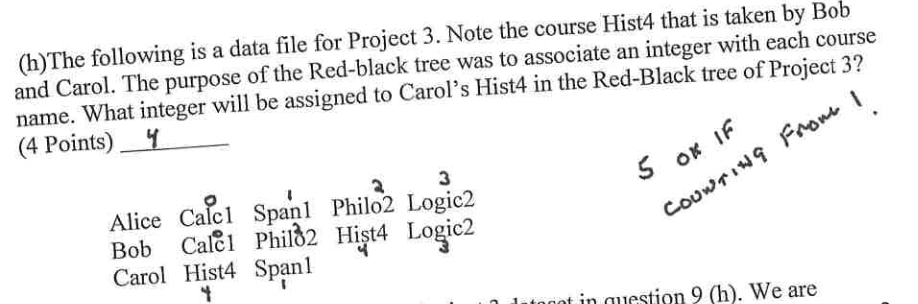 (h)The following is a data file for Project 3. Note the course Hist4 that is taken by Bob
and Carol. The purpose of the Red-black tree was to associate an integer with each course
name. What integer will be assigned to Carol's Hist4 in the Red-Black tree of Project 3?
(4 Points) 4
5 OK IF
COUNTING FROM 1.
0 1 2 3
Alice Calc1 Span1 Philo2 Logic2
0 2
Bob Calc1 Philo2 Hist4 Logic2
4 3
Carol Hist4 Span1
4 1
in question 9 (h). We are